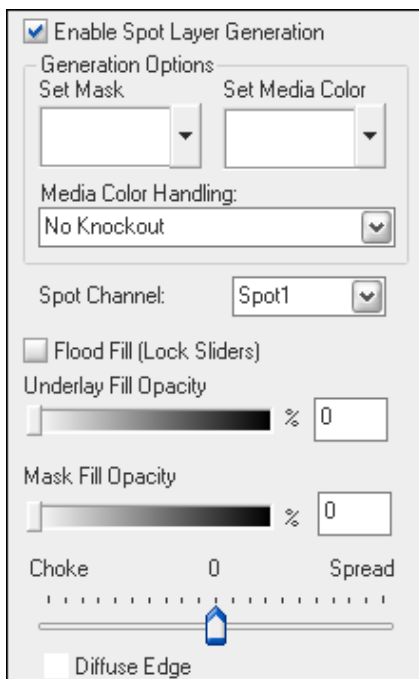 Enable Spot Layer Generation
Generation Options
Set Mask Set Media Color
Media Color Handling:
No Knockout
Spot Channel: Spot1
Flood Fill (Lock Sliders)
Underlay Fill Opacity
% 0
Mask Fill Opacity
% 0
Choke 0 Spread
Diffuse Edge